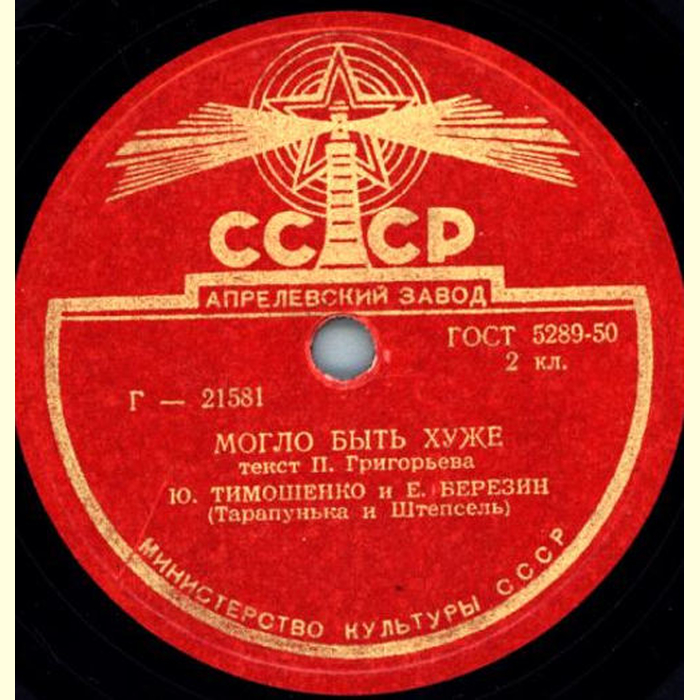 СССР
АПРЕЛЕВСКИЙ ЗАВОД
ГОСТ 5289-50
2 кл.
Г — 21581
МОГЛО БЫТЬ ХУЖЕ
текст П. Григорьева
Ю. ТИМОШЕНКО и Е. БЕРЕЗИН
(Тарапунька и Штепсель)
МИНИСТЕРСТВО КУЛЬТУРЫ СССР